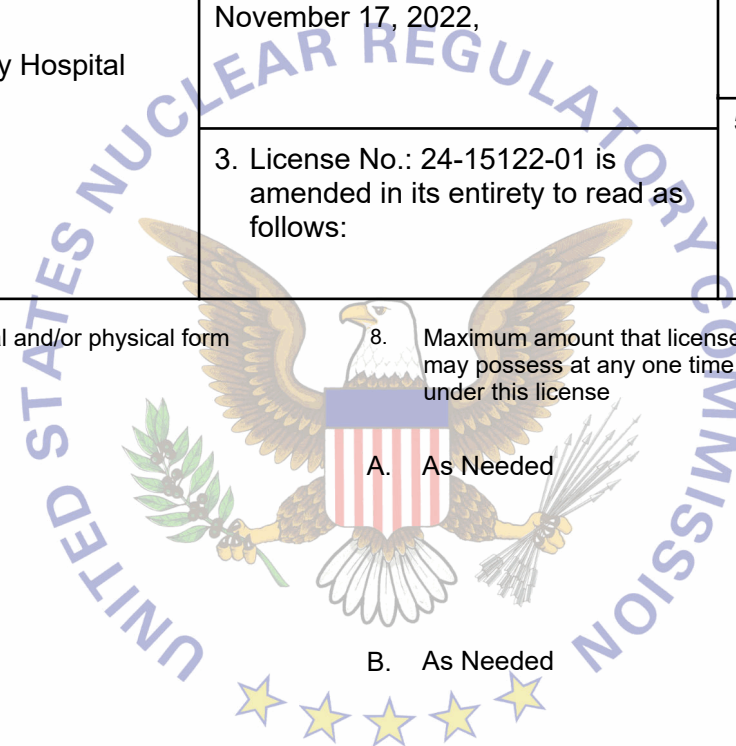 November 17, 2022,
y Hospital
3. License No.: 24-15122-01 is
amended in its entirety to read as
follows:
and/or physical form
8. Maximum amount that license
may possess at any one time
under this license
A. As Needed
B. As Needed
UNITED STATES NUCLEAR REGULATORY COMMISSION